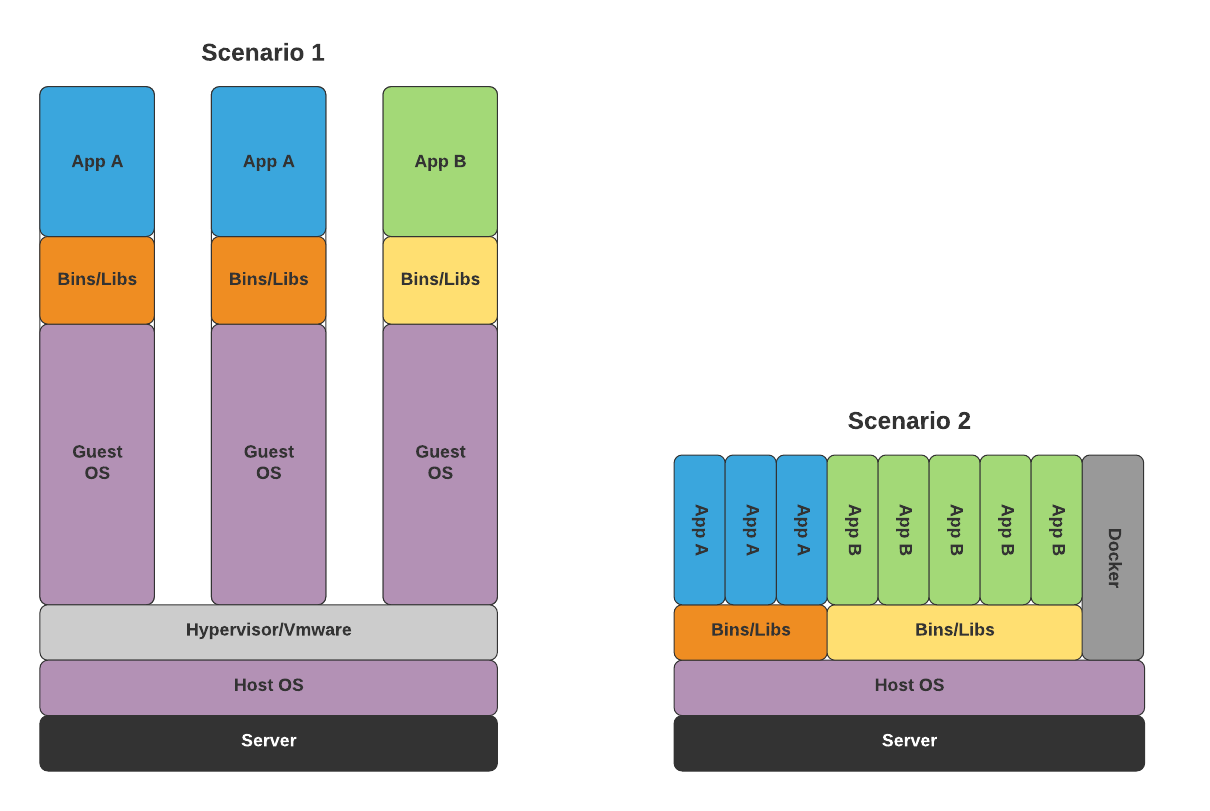 Scenario 1
App A
App A
App B
Bins/Libs
Bins/Libs
Bins/Libs
Guest
OS
Guest
OS
Guest
OS
Hypervisor/Vmware
Host OS
Server
Scenario 2
App A
App A
App A
App B
App B
App B
App B
App B
Docker
Bins/Libs
Bins/Libs
Host OS
Server